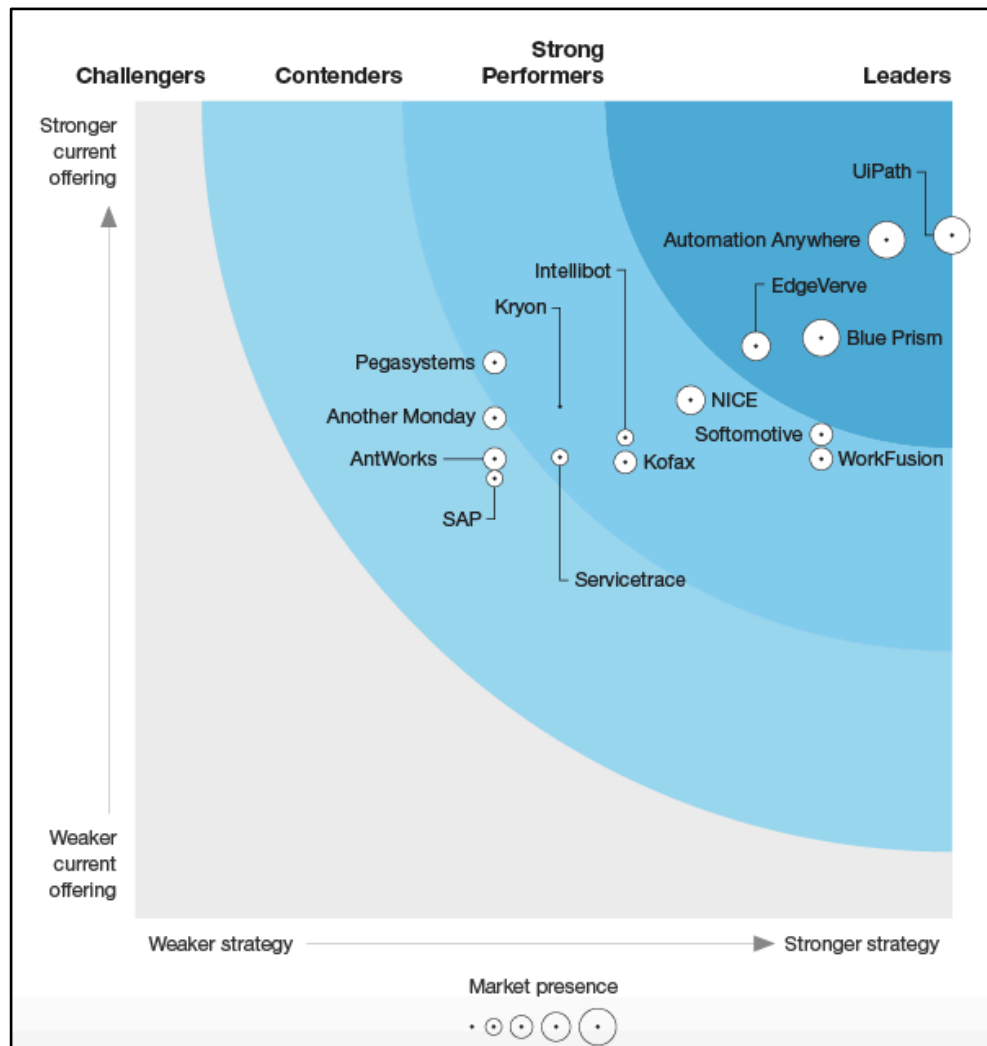 Strong
Challengers Contenders Performers Leaders
Stronger
current
offering
UiPath
Automation Anywhere
Intellibot
EdgeVerve
Kryon
Blue Prism
Pegasystems
NICE
Another Monday
Softomotive
AntWorks
Kofax
WorkFusion
SAP
Servicetrace
Weaker
current
offering
Weaker strategy
Stronger strategy
Market presence